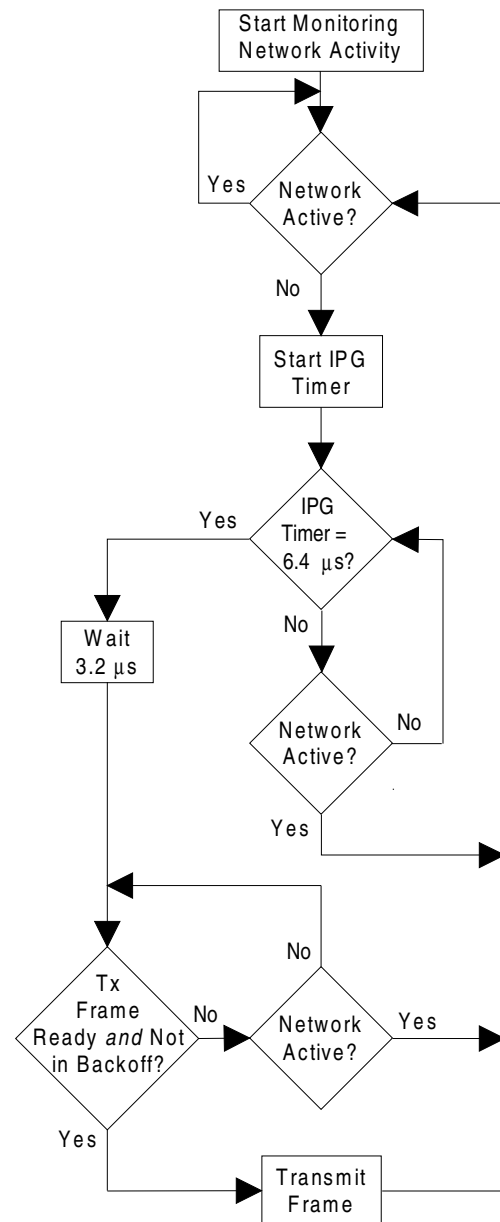 Start Monitoring
Network Activity
Yes
Network
Active?
No
Start IPG
Timer
Yes
IPG
Timer =
6.4 μs?
No
Wait
3.2 μs
Network
Active?
No
Yes
No
Tx
Frame
Ready and Not
in Backoff?
No
Network
Active?
Yes
Yes
Transmit
Frame